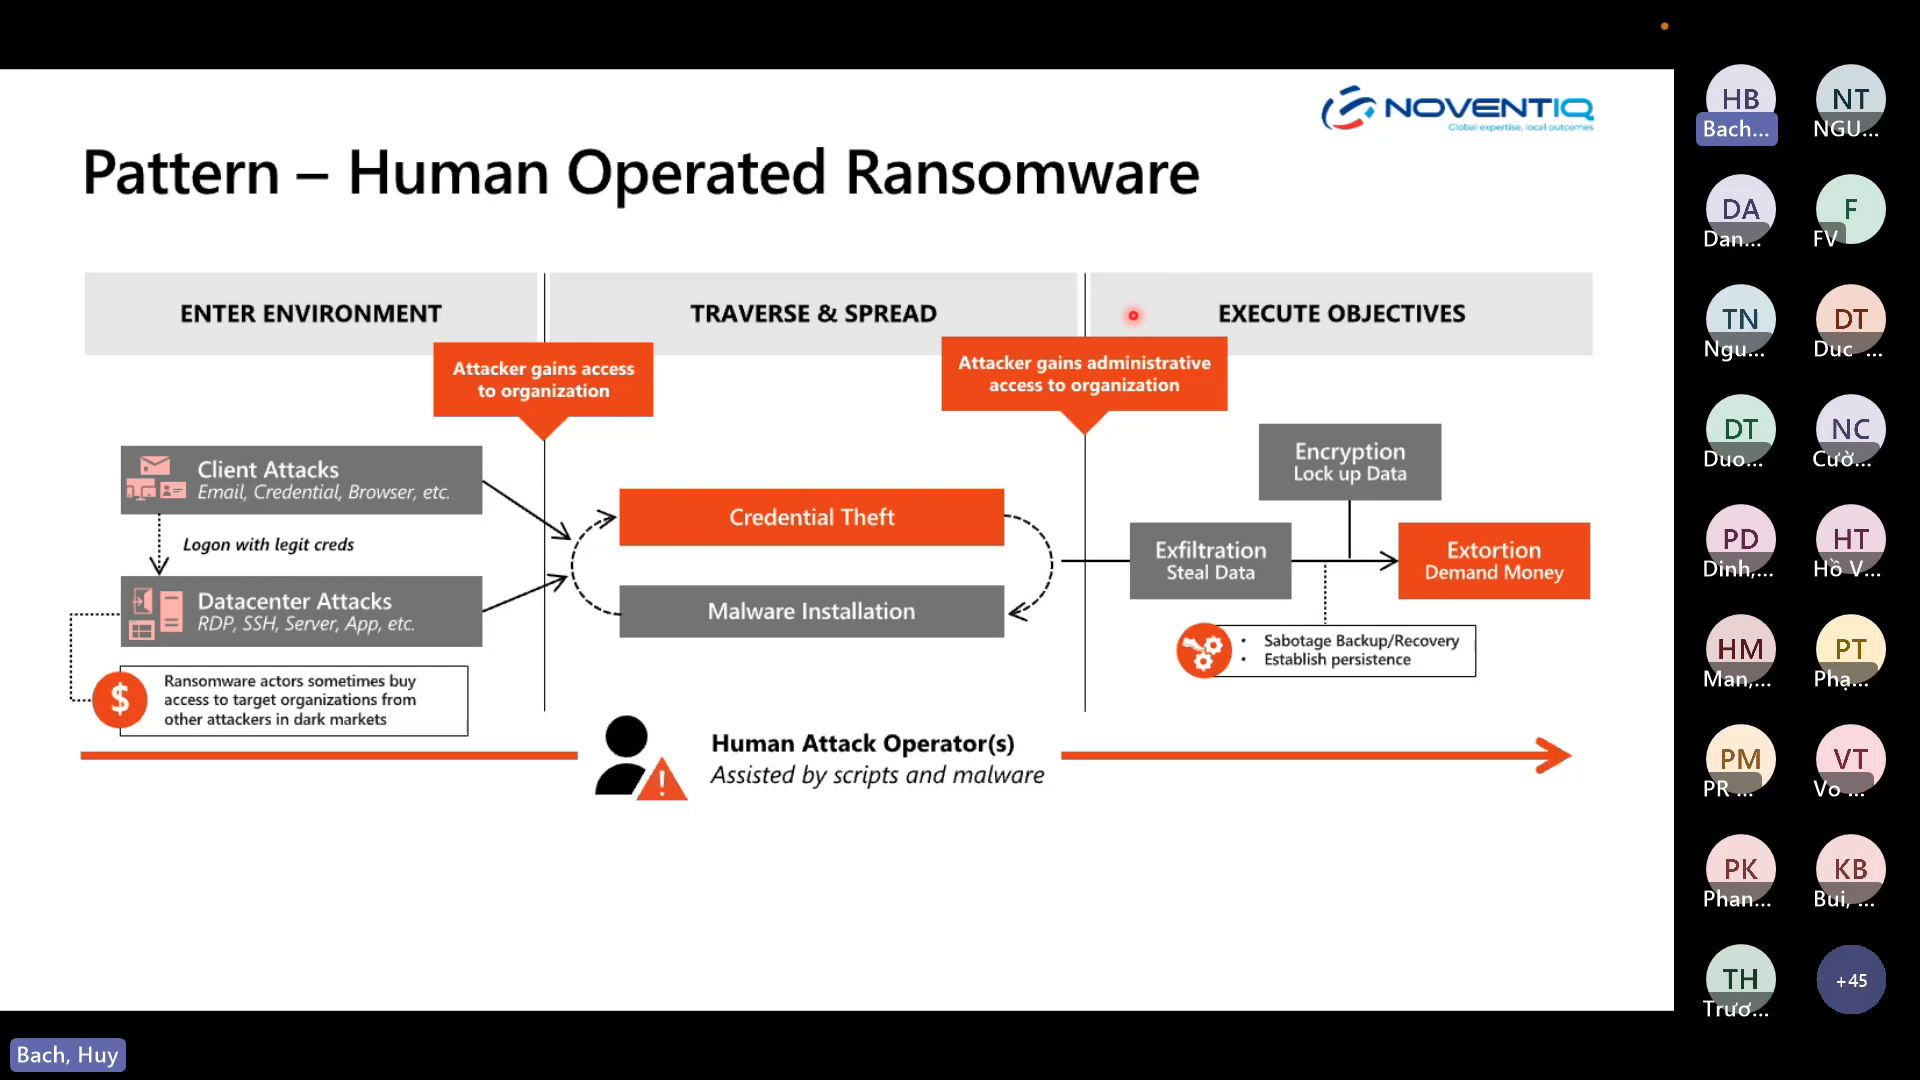 NOVENTIQ
Global expertise, local outcomes
Pattern – Human Operated Ransomware
ENTER ENVIRONMENT
TRAVERSE & SPREAD
EXECUTE OBJECTIVES
Attacker gains access
to organization
Attacker gains administrative
access to organization
Client Attacks
Email, Credential, Browser, etc.
Logon with legit creds
Datacenter Attacks
RDP, SSH, Server, App, etc.
$
Ransomware actors sometimes buy
access to target organizations from
other attackers in dark markets
Credential Theft
Malware Installation
Encryption
Lock up Data
Exfiltration
Steal Data
Extortion
Demand Money
• Sabotage Backup/Recovery
• Establish persistence
!
Human Attack Operator(s)
Assisted by scripts and malware
HB
Bach...
NT
NGU...
DA
Dan...
F
FV
TN
Ngu...
DT
Duc ...
DT
Duo...
NC
Cườ...
PD
Dinh,...
HT
Hồ V...
HM
Man,...
PT
Phạ...
PM
PR ...
VT
Vo ...
PK
Phan...
KB
Bui, ...
TH
Trươ...
+45
Bach, Huy